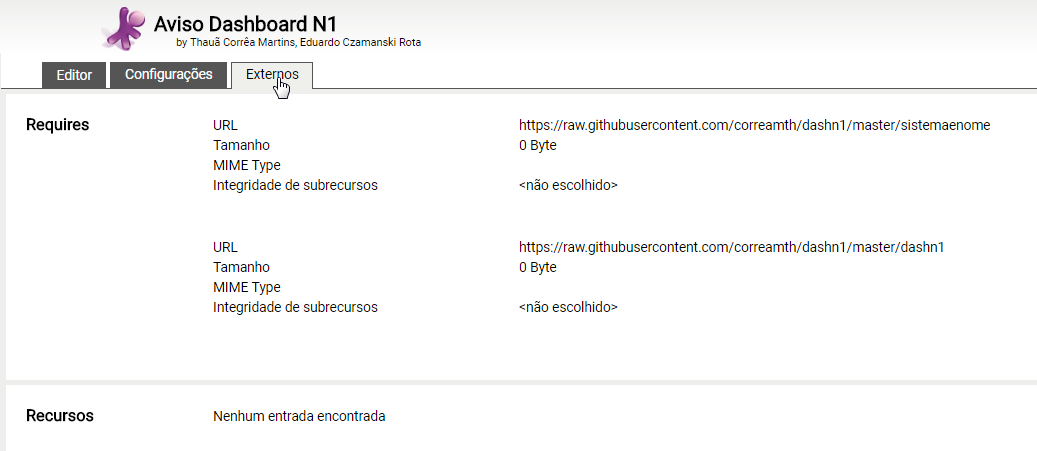 Aviso Dashboard N1
by Thauã Corrêa Martins, Eduardo Czamanski Rota
Editor Configurações Externos
Requires URL https://raw.githubusercontent.com/correamth/dashn1/master/sistemaenome
Tamanho 0 Byte
MIME Type
Integridade de subrecursos <não escolhido>
URL https://raw.githubusercontent.com/correamth/dashn1/master/dashn1
Tamanho 0 Byte
MIME Type
Integridade de subrecursos <não escolhido>
Recursos Nenhum entrada encontrada